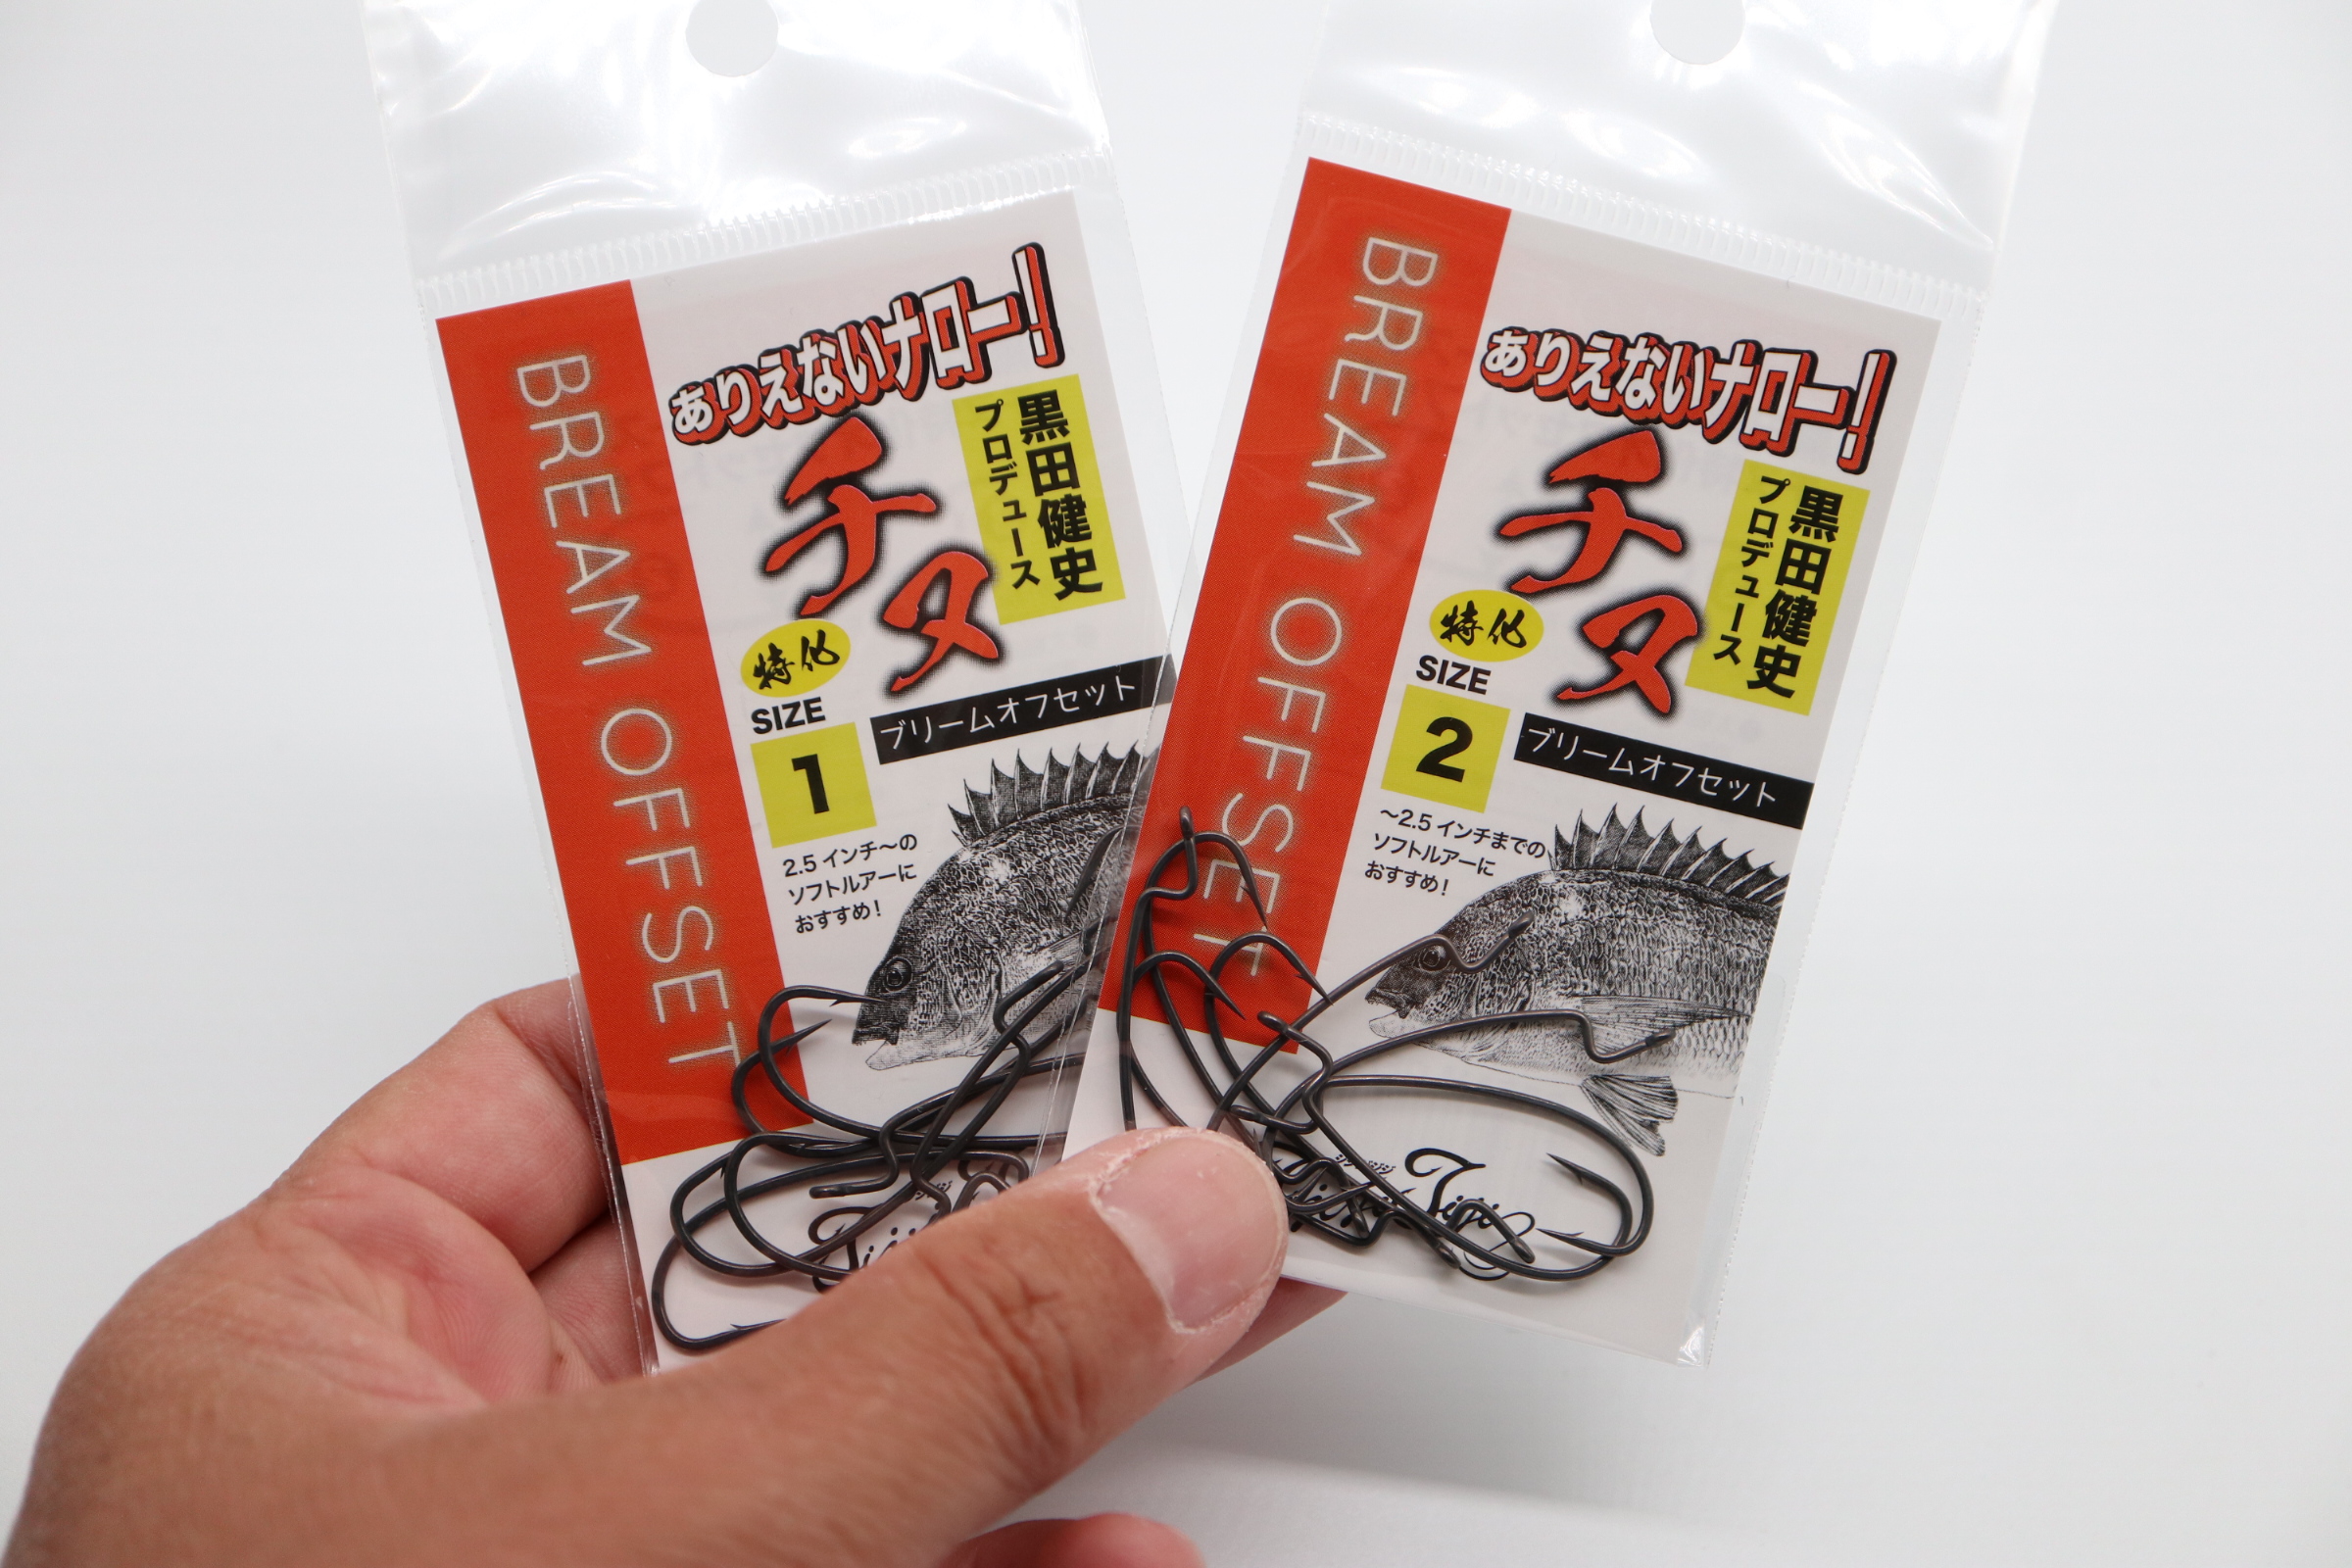 BREAM OFFSET
ありえないナロー!
黒田健史
プロデュース
チヌ
特化
SIZE
1
ブリームオフセット
2.5インチ〜の
ソフトルアーに
おすすめ!
BREAM OFFSET
ありえないナロー!
黒田健史
プロデュース
チヌ
特化
SIZE
2
ブリームオフセット
〜2.5インチまでの
ソフトルアーに
おすすめ!